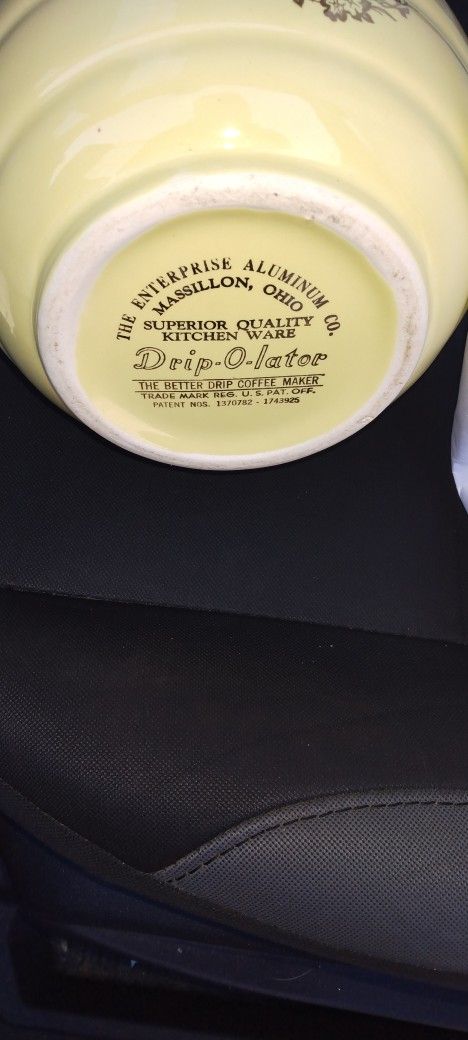 THE ENTERPRISE ALUMINUM CO.
MASSILLON, OHIO
SUPERIOR QUALITY
KITCHEN WARE
Drip-O-lator
THE BETTER DRIP COFFEE MAKER
TRADE MARK REG. U.S. PAT. OFF.
PATENT NOS. 1370782 - 1743925